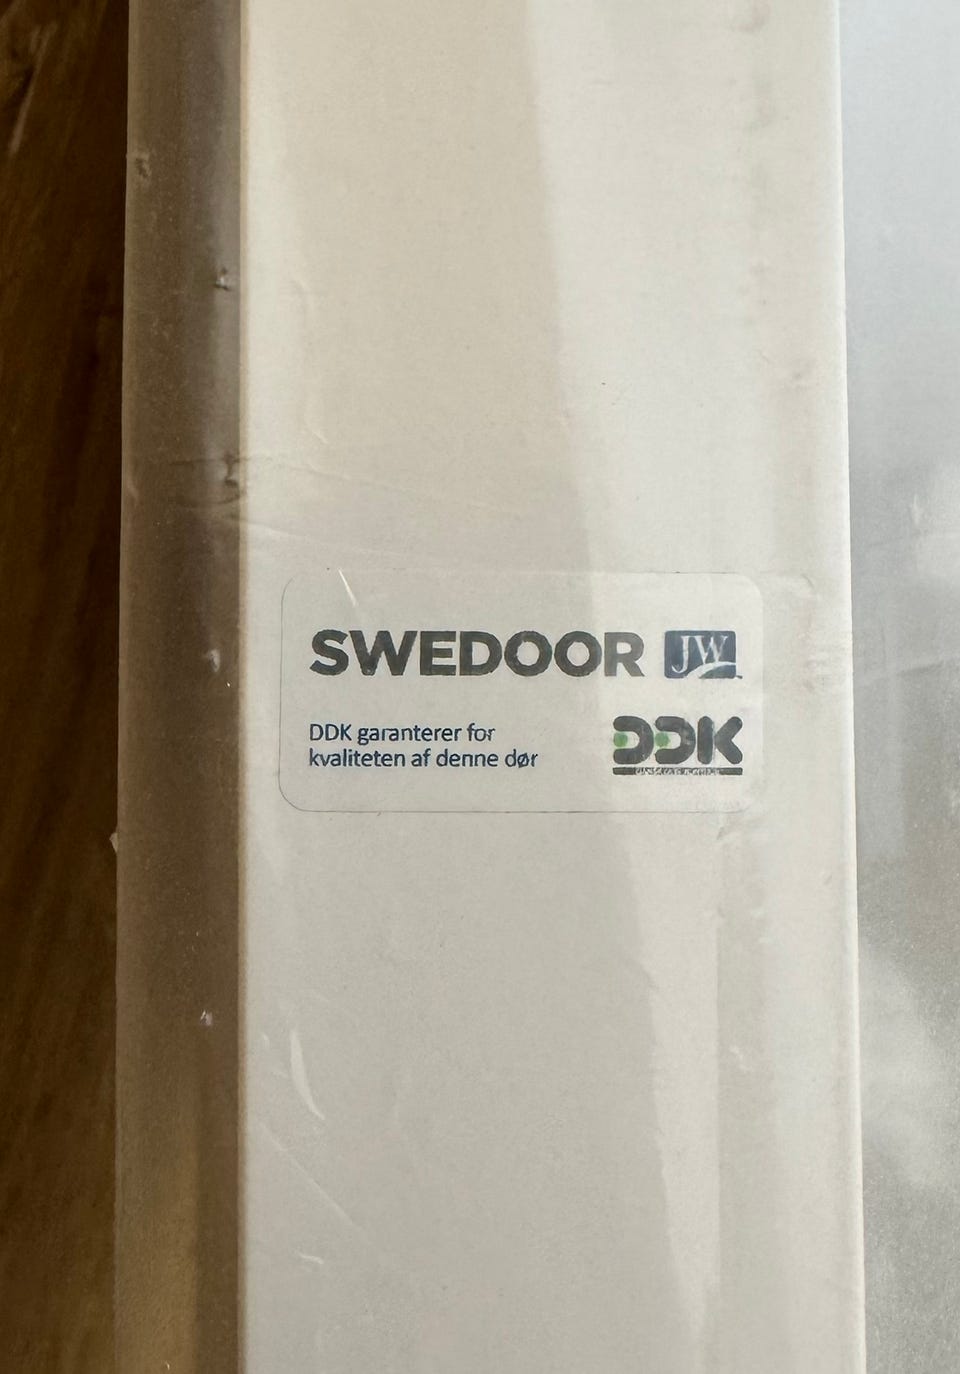 SWEDOOR JW
DDK garanterer for
kvaliteten af denne dør
DDK